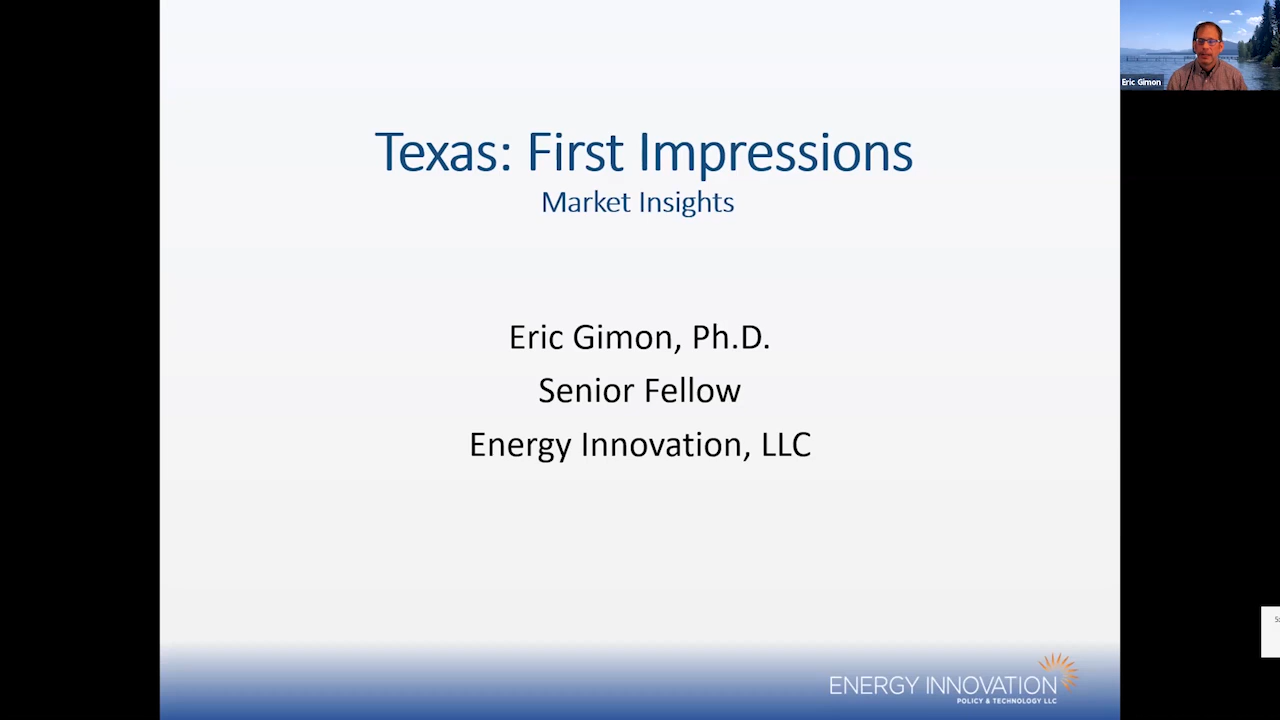 Texas: First Impressions
Market Insights
Eric Gimon, Ph.D.
Senior Fellow
Energy Innovation, LLC
ENERGY INNOVATION
POLICY & TECHNOLOGY LLC
Eric Gimon